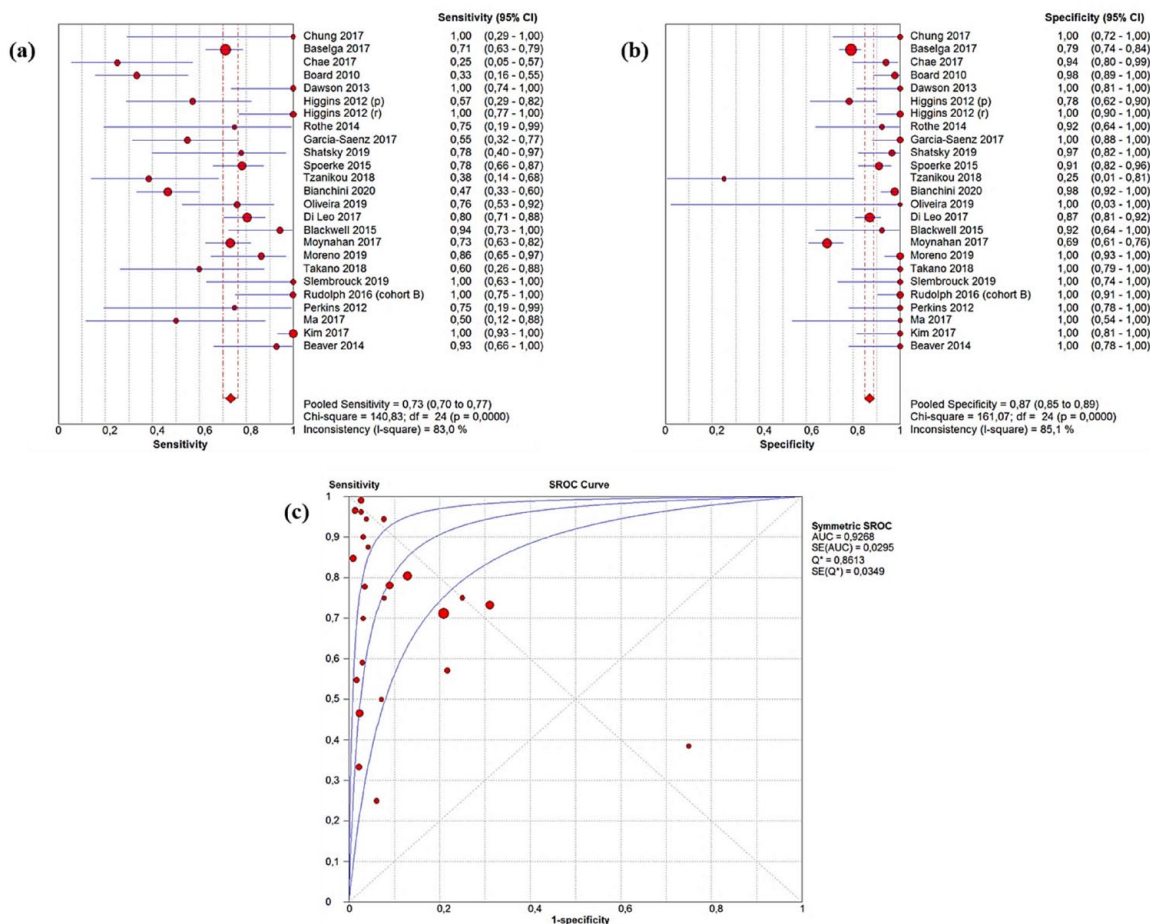 (a)
Sensitivity (95% CI)
Chung 2017 1,00 (0,29 - 1,00)
Baselga 2017 0,71 (0,63 - 0,79)
Chae 2017 0,25 (0,05 - 0,57)
Board 2010 0,33 (0,16 - 0,55)
Dawson 2013 1,00 (0,74 - 1,00)
Higgins 2012 (p) 0,57 (0,29 - 0,82)
Higgins 2012 (r) 1,00 (0,77 - 1,00)
Rothe 2014 0,75 (0,19 - 0,99)
Garcia-Saenz 2017 0,55 (0,32 - 0,77)
Shatsky 2019 0,78 (0,40 - 0,97)
Spoerke 2015 0,78 (0,66 - 0,87)
Tzanikou 2018 0,38 (0,14 - 0,68)
Bianchini 2020 0,47 (0,33 - 0,60)
Oliveira 2019 0,76 (0,53 - 0,92)
Di Leo 2017 0,80 (0,71 - 0,88)
Blackwell 2015 0,94 (0,73 - 1,00)
Moynahan 2017 0,73 (0,63 - 0,82)
Moreno 2019 0,86 (0,65 - 0,97)
Takano 2018 0,60 (0,26 - 0,88)
Slembrouck 2019 1,00 (0,63 - 1,00)
Rudolph 2016 (cohort B) 1,00 (0,75 - 1,00)
Perkins 2012 0,75 (0,19 - 0,99)
Ma 2017 0,50 (0,12 - 0,88)
Kim 2017 1,00 (0,93 - 1,00)
Beaver 2014 0,93 (0,66 - 1,00)
Pooled Sensitivity = 0,73 (0,70 to 0,77)
Chi-square = 140,83; df = 24 (p = 0,0000)
Inconsistency (I-square) = 83,0 %
0 0,2 0,4 0,6 0,8 1
Sensitivity
(b)
Specificity (95% CI)
Chung 2017 1,00 (0,72 - 1,00)
Baselga 2017 0,79 (0,74 - 0,84)
Chae 2017 0,94 (0,80 - 0,99)
Board 2010 0,98 (0,89 - 1,00)
Dawson 2013 1,00 (0,81 - 1,00)
Higgins 2012 (p) 0,78 (0,62 - 0,90)
Higgins 2012 (r) 1,00 (0,90 - 1,00)
Rothe 2014 0,92 (0,64 - 1,00)
Garcia-Saenz 2017 1,00 (0,88 - 1,00)
Shatsky 2019 0,97 (0,82 - 1,00)
Spoerke 2015 0,91 (0,82 - 0,96)
Tzanikou 2018 0,25 (0,01 - 0,81)
Bianchini 2020 0,98 (0,92 - 1,00)
Oliveira 2019 1,00 (0,03 - 1,00)
Di Leo 2017 0,87 (0,81 - 0,92)
Blackwell 2015 0,92 (0,64 - 1,00)
Moynahan 2017 0,69 (0,61 - 0,76)
Moreno 2019 1,00 (0,93 - 1,00)
Takano 2018 1,00 (0,79 - 1,00)
Slembrouck 2019 1,00 (0,74 - 1,00)
Rudolph 2016 (cohort B) 1,00 (0,91 - 1,00)
Perkins 2012 1,00 (0,78 - 1,00)
Ma 2017 1,00 (0,54 - 1,00)
Kim 2017 1,00 (0,81 - 1,00)
Beaver 2014 1,00 (0,78 - 1,00)
Pooled Specificity = 0,87 (0,85 to 0,89)
Chi-square = 161,07; df = 24 (p = 0,0000)
Inconsistency (I-square) = 85,1 %
0 0,2 0,4 0,6 0,8 1
Specificity
(c)
Sensitivity SROC Curve
1
0,9
0,8
0,7
0,6
0,5
0,4
0,3
0,2
0,1
0
0 0,2 0,4 0,6 0,8 1
1-specificity
Symmetric SROC
AUC = 0,9268
SE(AUC) = 0,0295
Q* = 0,8613
SE(Q*) = 0,0349